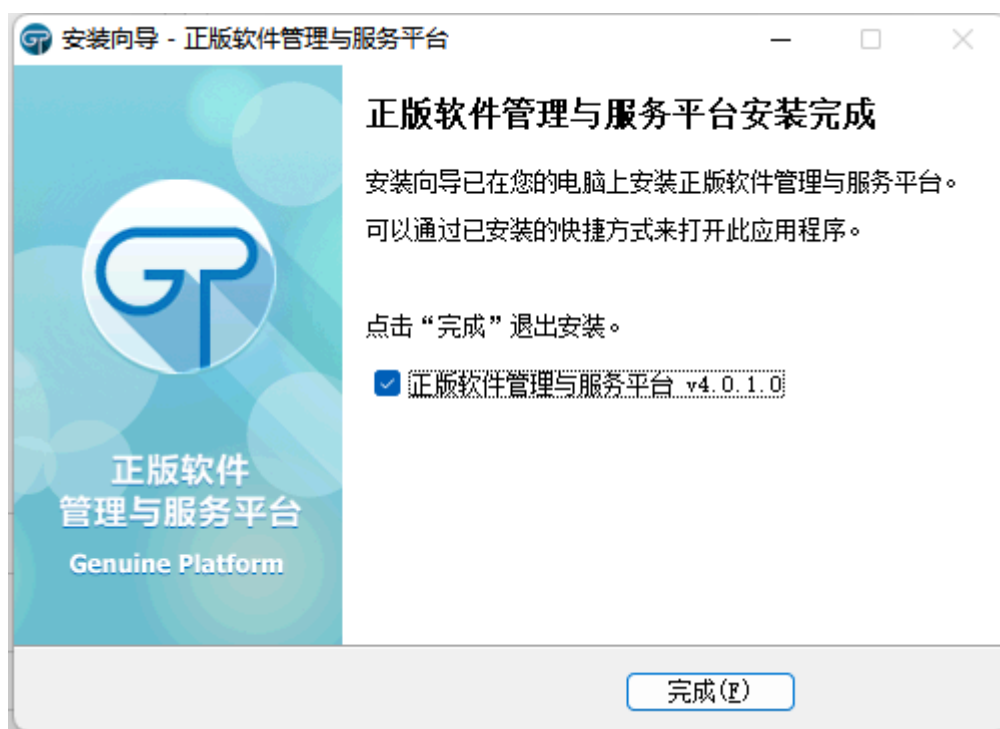 安装向导 - 正版软件管理与服务平台
正版软件管理与服务平台安装完成
安装向导已在您的电脑上安装正版软件管理与服务平台。
可以通过已安装的快捷方式来打开此应用程序。
点击“完成”退出安装。
正版软件管理与服务平台 v4.0.1.0
正版软件
管理与服务平台
Genuine Platform
完成(F)